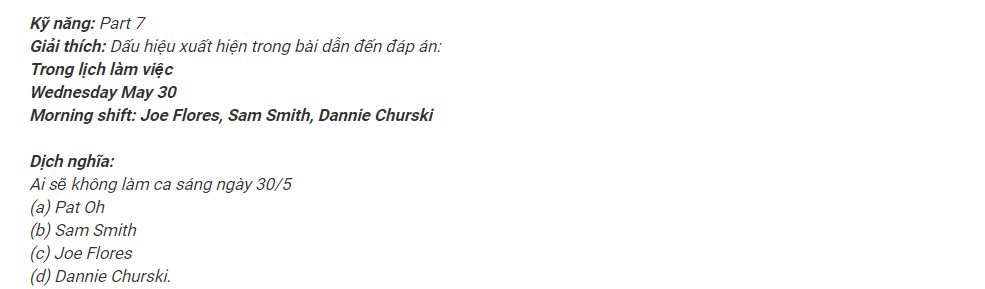 Kỹ năng: Part 7
Giải thích: Dấu hiệu xuất hiện trong bài dẫn đến đáp án:
Trong lịch làm việc
Wednesday May 30
Morning shift: Joe Flores, Sam Smith, Dannie Churski
Dịch nghĩa:
Ai sẽ không làm ca sáng ngày 30/5
(a) Pat Oh
(b) Sam Smith
(c) Joe Flores
(d) Dannie Churski.